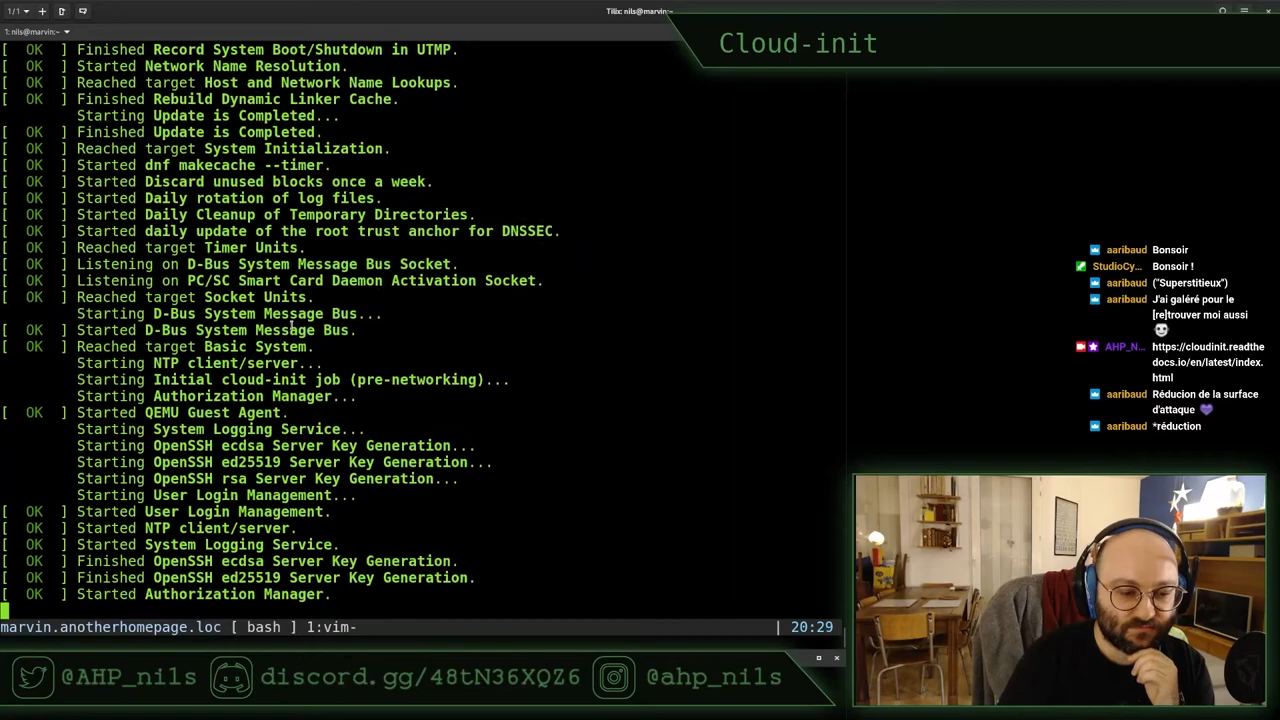 1/1
Tilix: nils@marvin:~
1: nils@marvin:~
Cloud-init
[ OK ] Finished Record System Boot/Shutdown in UTMP.
[ OK ] Started Network Name Resolution.
[ OK ] Reached target Host and Network Name Lookups.
[ OK ] Finished Rebuild Dynamic Linker Cache.
Starting Update is Completed...
[ OK ] Finished Update is Completed.
[ OK ] Reached target System Initialization.
[ OK ] Started dnf makecache --timer.
[ OK ] Started Discard unused blocks once a week.
[ OK ] Started Daily rotation of log files.
[ OK ] Started Daily Cleanup of Temporary Directories.
[ OK ] Started daily update of the root trust anchor for DNSSEC.
[ OK ] Reached target Timer Units.
[ OK ] Listening on D-Bus System Message Bus Socket.
[ OK ] Listening on PC/SC Smart Card Daemon Activation Socket.
[ OK ] Reached target Socket Units.
Starting D-Bus System Message Bus...
[ OK ] Started D-Bus System Message Bus.
[ OK ] Reached target Basic System.
Starting NTP client/server...
Starting Initial cloud-init job (pre-networking)...
Starting Authorization Manager...
[ OK ] Started QEMU Guest Agent.
Starting System Logging Service...
Starting OpenSSH ecdsa Server Key Generation...
Starting OpenSSH ed25519 Server Key Generation...
Starting OpenSSH rsa Server Key Generation...
Starting User Login Management...
[ OK ] Started User Login Management.
[ OK ] Started NTP client/server.
[ OK ] Started System Logging Service.
[ OK ] Finished OpenSSH ecdsa Server Key Generation.
[ OK ] Finished OpenSSH ed25519 Server Key Generation.
[ OK ] Started Authorization Manager.
marvin.anotherhomepage.loc [ bash ] 1:vim- | 20:29
aaribaud Bonsoir
StudioCy... Bonsoir !
aaribaud ("Superstitieux")
aaribaud J'ai galéré pour le
[re]trouver moi aussi
AHP_N... https://cloudinit.readthe
docs.io/en/latest/index.
html
aaribaud Réducion de la surface
d'attaque 💜
aaribaud *réduction
@AHP_nils discord.gg/48tN36XQZ6 @ahp_nils